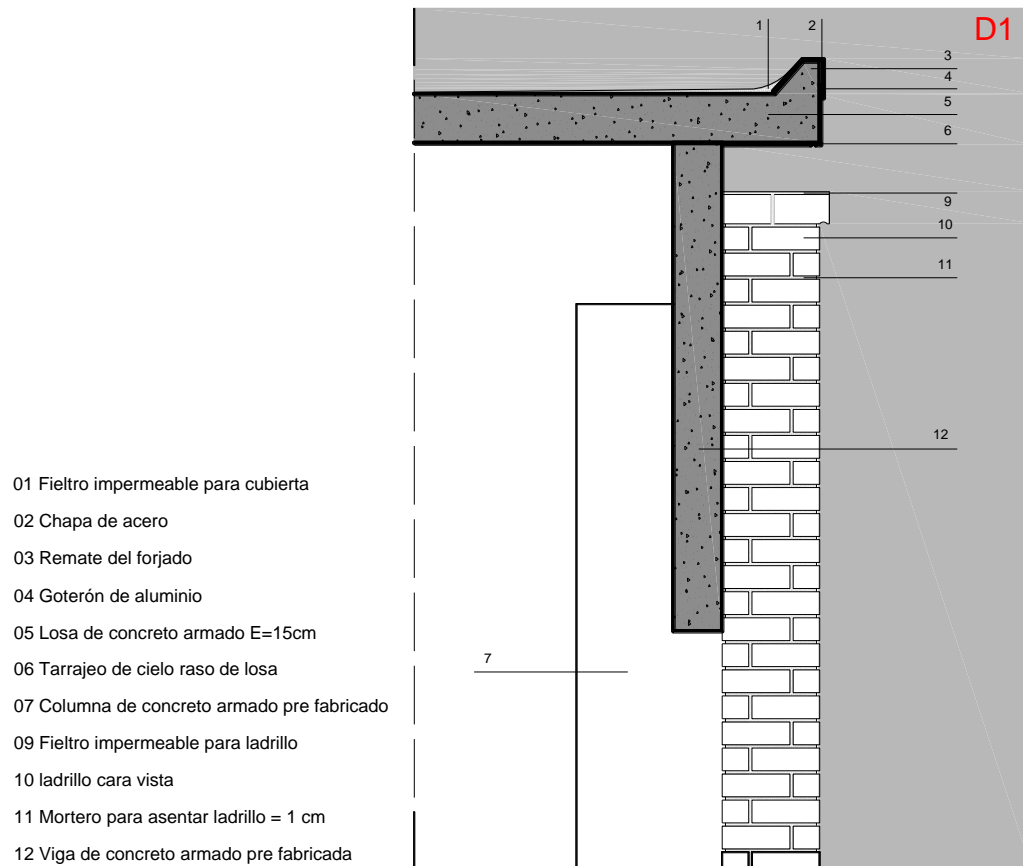 1
2
D1
3
4
5
6
9
10
11
12
7
01 Fieltro impermeable para cubierta
02 Chapa de acero
03 Remate del forjado
04 Goterón de aluminio
05 Losa de concreto armado E=15cm
06 Tarrajeo de cielo raso de losa
07 Columna de concreto armado pre fabricado
09 Fieltro impermeable para ladrillo
10 ladrillo cara vista
11 Mortero para asentar ladrillo = 1 cm
12 Viga de concreto armado pre fabricada